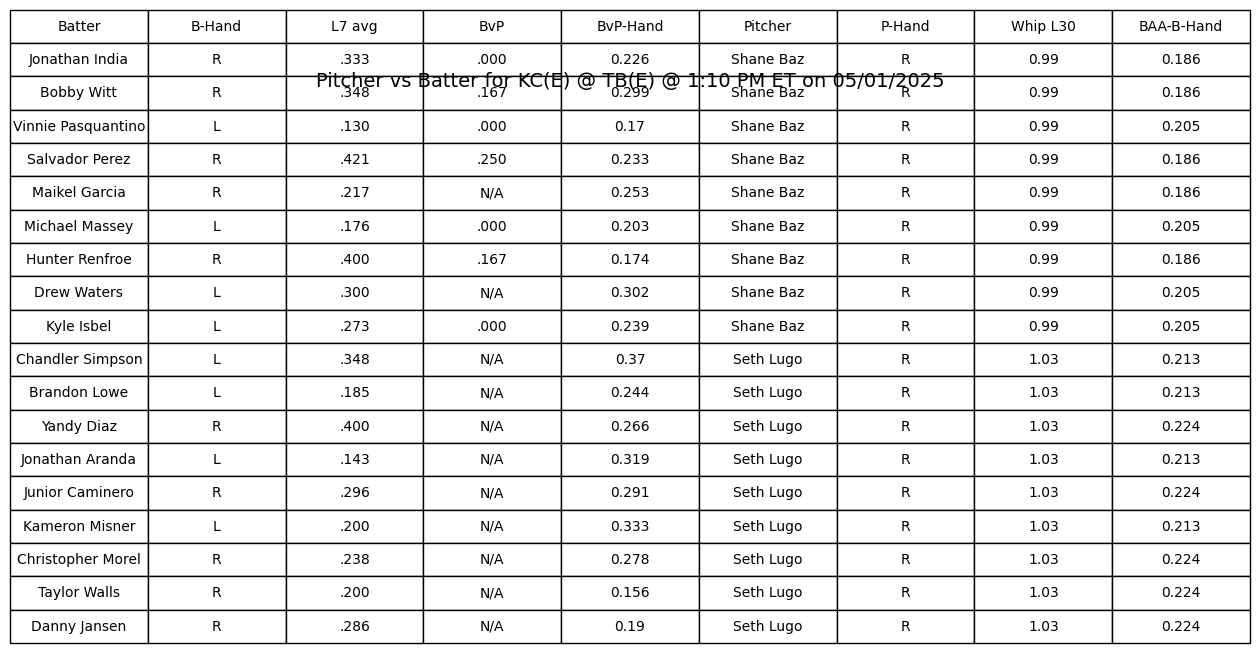 Batter B-Hand L7 avg BvP BvP-Hand Pitcher P-Hand Whip L30 BAA-B-Hand
Jonathan India R .333 .000 0.226 Shane Baz R 0.99 0.186
Pitcher vs Batter for KC(E) @ TB(E) @ 1:10 PM ET on 05/01/2025
Bobby Witt R .348 .167 0.299 Shane Baz R 0.99 0.186
Vinnie Pasquantino L .130 .000 0.17 Shane Baz R 0.99 0.205
Salvador Perez R .421 .250 0.233 Shane Baz R 0.99 0.186
Maikel Garcia R .217 N/A 0.253 Shane Baz R 0.99 0.186
Michael Massey L .176 .000 0.203 Shane Baz R 0.99 0.205
Hunter Renfroe R .400 .167 0.174 Shane Baz R 0.99 0.186
Drew Waters L .300 N/A 0.302 Shane Baz R 0.99 0.205
Kyle Isbel L .273 .000 0.239 Shane Baz R 0.99 0.205
Chandler Simpson L .348 N/A 0.37 Seth Lugo R 1.03 0.213
Brandon Lowe L .185 N/A 0.244 Seth Lugo R 1.03 0.213
Yandy Diaz R .400 N/A 0.266 Seth Lugo R 1.03 0.224
Jonathan Aranda L .143 N/A 0.319 Seth Lugo R 1.03 0.213
Junior Caminero R .296 N/A 0.291 Seth Lugo R 1.03 0.224
Kameron Misner L .200 N/A 0.333 Seth Lugo R 1.03 0.213
Christopher Morel R .238 N/A 0.278 Seth Lugo R 1.03 0.224
Taylor Walls R .200 N/A 0.156 Seth Lugo R 1.03 0.224
Danny Jansen R .286 N/A 0.19 Seth Lugo R 1.03 0.224